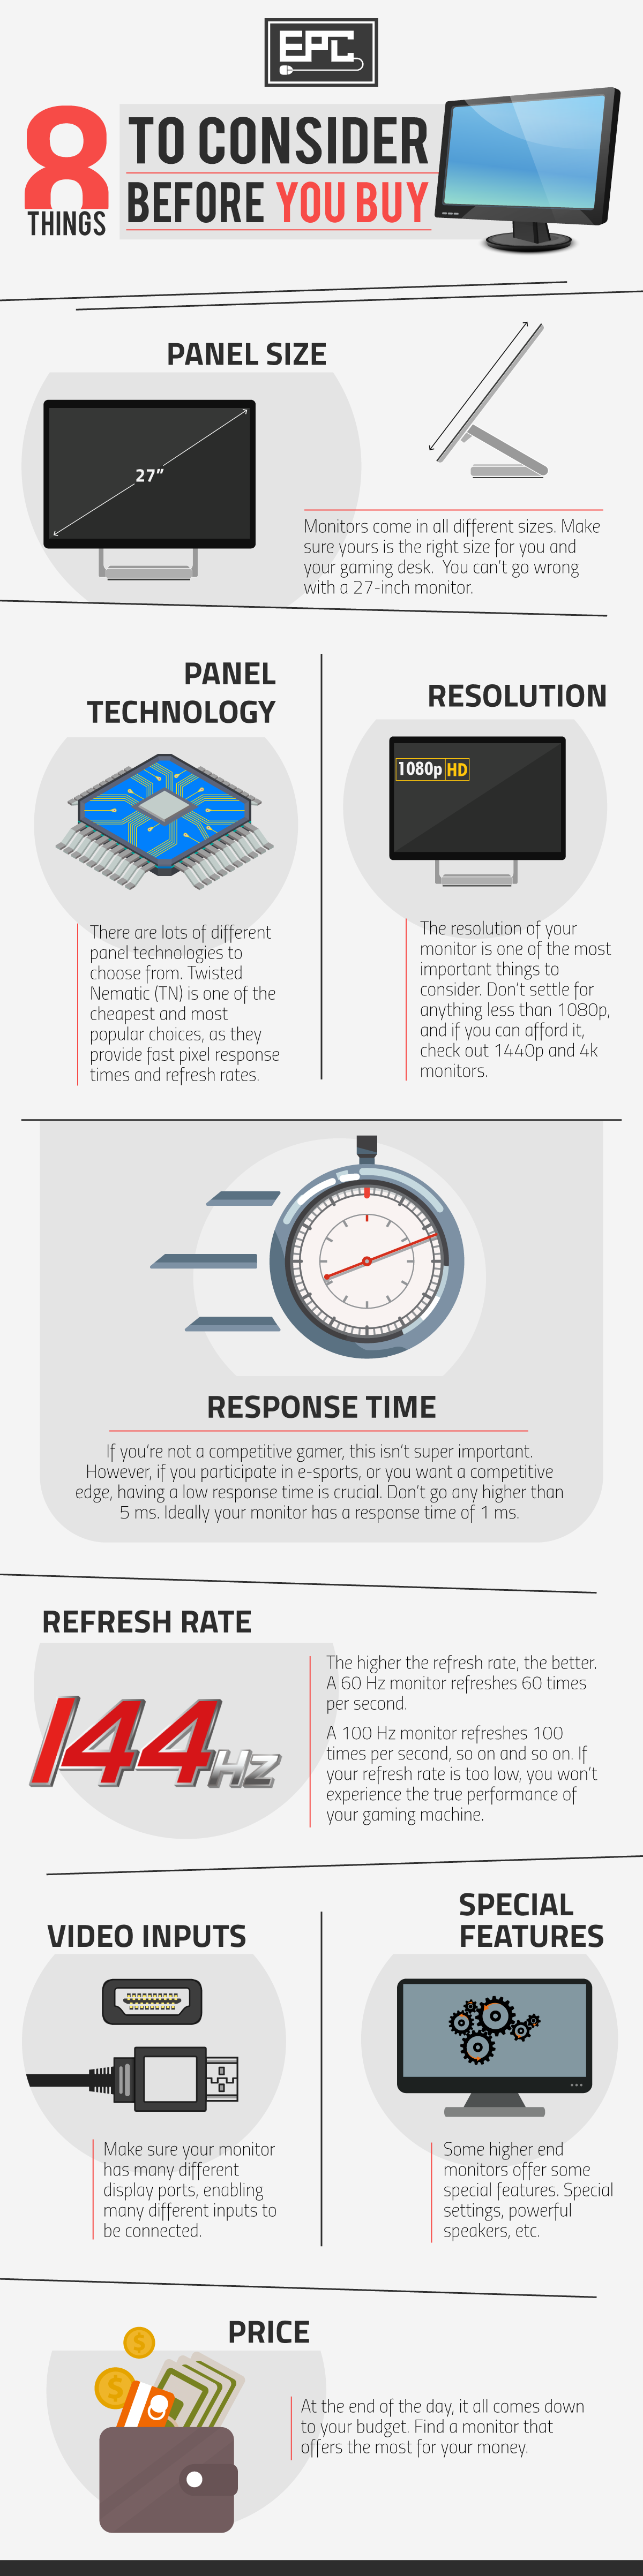 EPC
8
THINGS
TO CONSIDER
BEFORE YOU BUY
PANEL SIZE
27”
Monitors come in all different sizes. Make
sure yours is the right size for you and
your gaming desk. You can’t go wrong
with a 27-inch monitor.
PANEL
TECHNOLOGY
There are lots of different
panel technologies to
choose from. Twisted
Nematic (TN) is one of the
cheapest and most
popular choices, as they
provide fast pixel response
times and refresh rates.
RESOLUTION
1080p HD
The resolution of your
monitor is one of the most
important things to
consider. Don’t settle for
anything less than 1080p,
and if you can afford it,
check out 1440p and 4k
monitors.
RESPONSE TIME
If you’re not a competitive gamer, this isn’t super important.
However, if you participate in e-sports, or you want a competitive
edge, having a low response time is crucial. Don’t go any higher than
5 ms. Ideally your monitor has a response time of 1 ms.
REFRESH RATE
144Hz
The higher the refresh rate, the better.
A 60 Hz monitor refreshes 60 times
per second.
A 100 Hz monitor refreshes 100
times per second, so on and so on. If
your refresh rate is too low, you won’t
experience the true performance of
your gaming machine.
VIDEO INPUTS
Make sure your monitor
has many different
display ports, enabling
many different inputs to
be connected.
SPECIAL
FEATURES
Some higher end
monitors offer some
special features. Special
settings, powerful
speakers, etc.
PRICE
$
$
At the end of the day, it all comes down
to your budget. Find a monitor that
offers the most for your money.